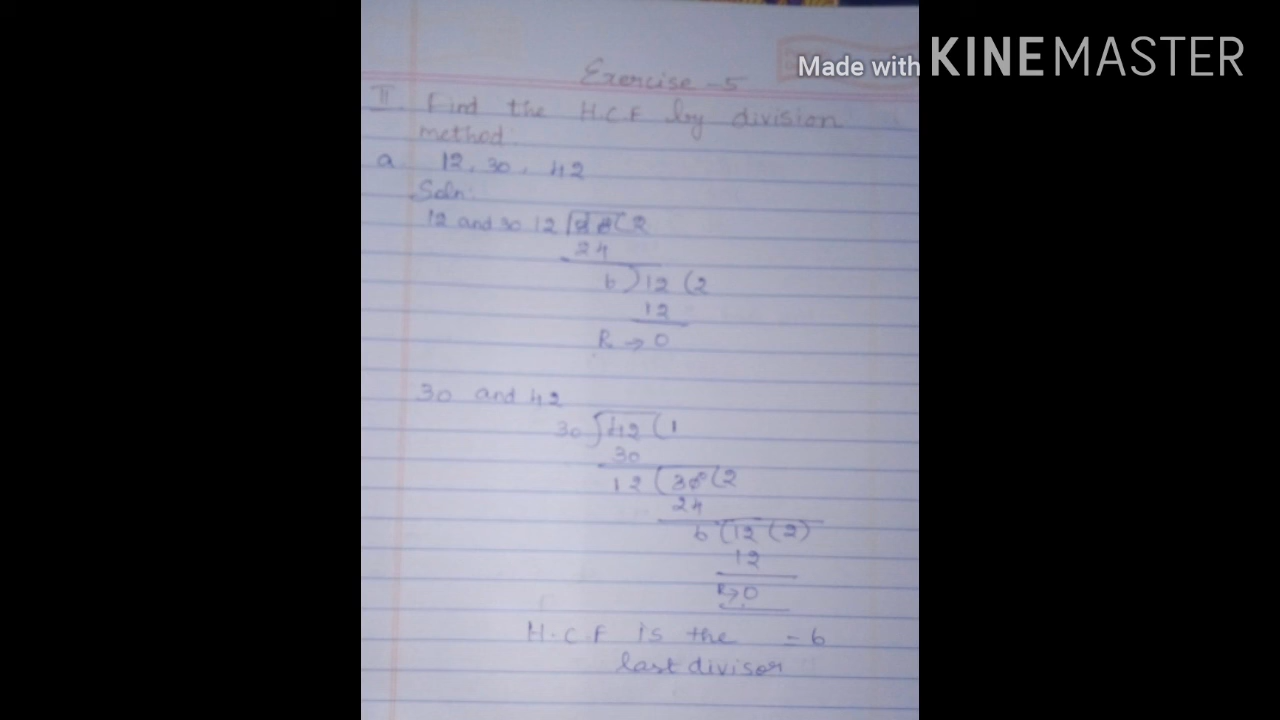 Made with KINEMASTER
Exercise - 5
II. Find the H.C.F by division
method:
a. 12, 30, 42
Soln:
12 and 30 12 (2
24
6) 12 (2
12
R → 0
30 and 42
30) 42 (1
30
12 (30 (2
24
6 (12 (2)
12
R→0
H.C.F is the = 6
last divisor